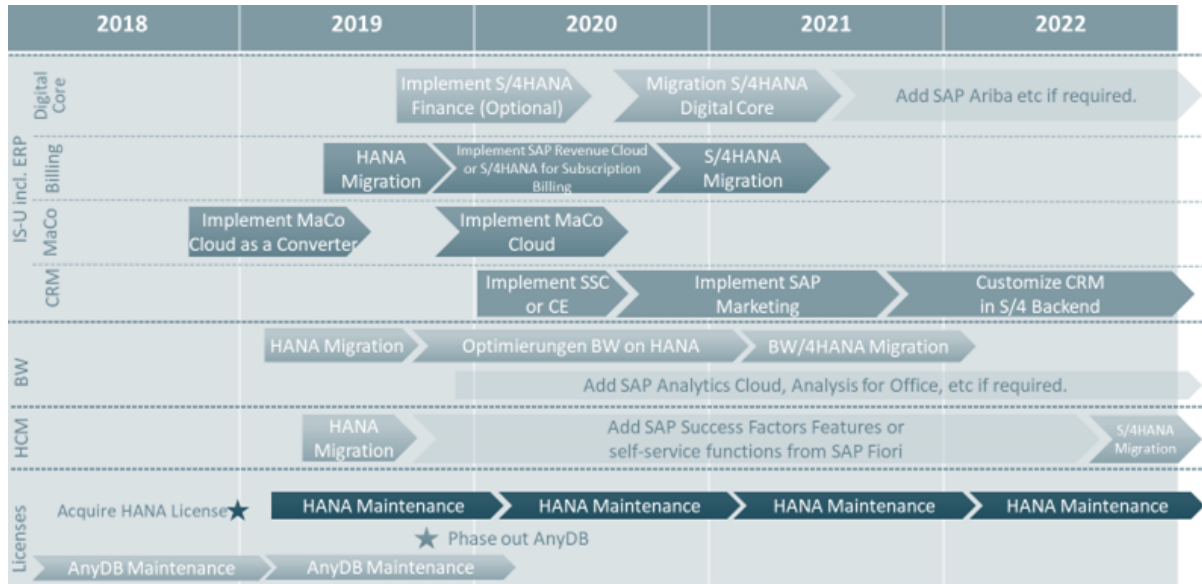 2018
2019
2020
2021
2022
Digital
Core
Implement S/4HANA
Finance (Optional)
Migration S/4HANA
Digital Core
Add SAP Ariba etc if required.
IS-U incl. ERP
Billing
HANA
Migration
Implement SAP Revenue Cloud
or S/4HANA for Subscription
Billing
S/4HANA
Migration
MaCo
Implement MaCo
Cloud as a Converter
Implement MaCo
Cloud
CRM
Implement SSC
or CE
Implement SAP
Marketing
Customize CRM
in S/4 Backend
BW
HANA Migration
Optimierungen BW on HANA
BW/4HANA Migration
Add SAP Analytics Cloud, Analysis for Office, etc if required.
HCM
HANA
Migration
Add SAP Success Factors Features or
self-service functions from SAP Fiori
S/4HANA
Migration
Licenses
Acquire HANA License
HANA Maintenance
HANA Maintenance
HANA Maintenance
HANA Maintenance
Phase out AnyDB
AnyDB Maintenance
AnyDB Maintenance